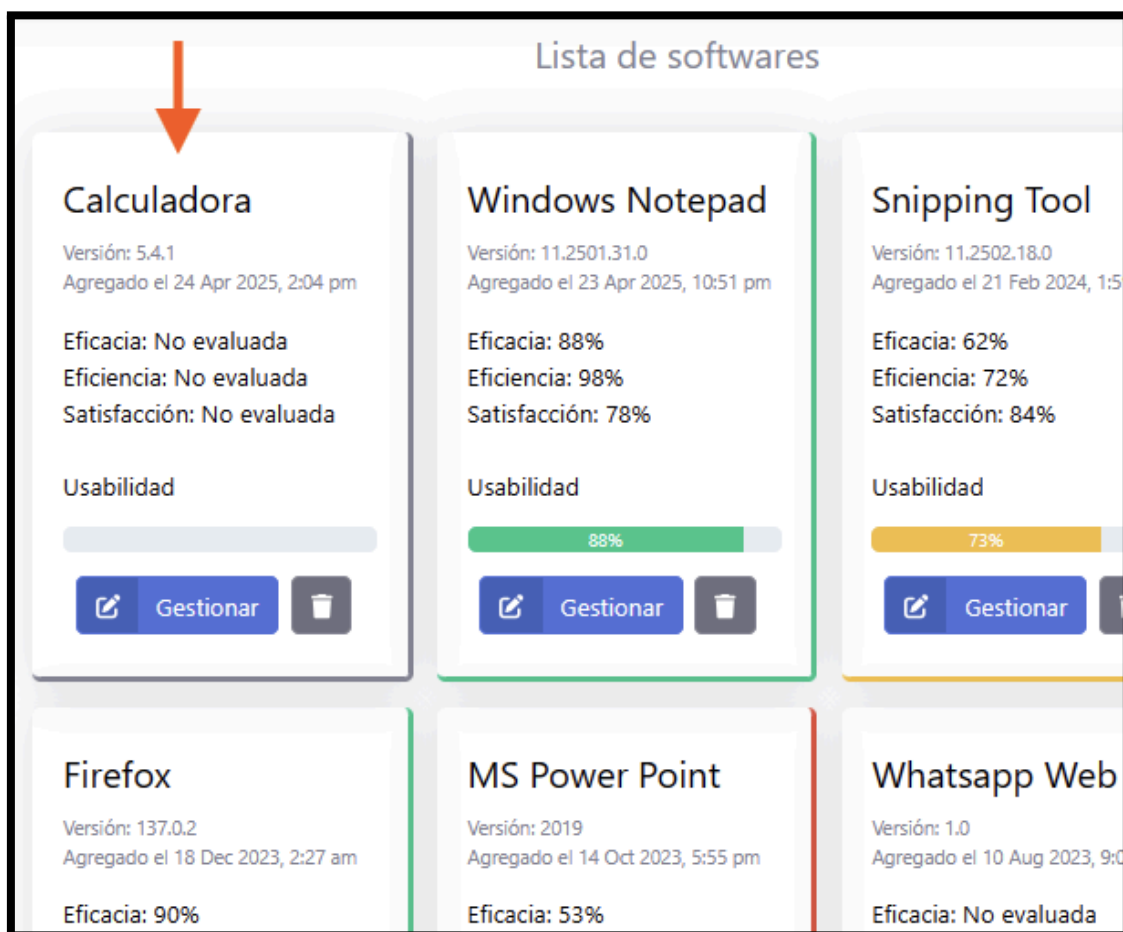 Lista de softwares
Calculadora
Versión: 5.4.1
Agregado el 24 Apr 2025, 2:04 pm
Eficacia: No evaluada
Eficiencia: No evaluada
Satisfacción: No evaluada
Usabilidad
Gestionar
Windows Notepad
Versión: 11.2501.31.0
Agregado el 23 Apr 2025, 10:51 pm
Eficacia: 88%
Eficiencia: 98%
Satisfacción: 78%
Usabilidad
88%
Gestionar
Snipping Tool
Versión: 11.2502.18.0
Agregado el 21 Feb 2024,
Eficacia: 62%
Eficiencia: 72%
Satisfacción: 84%
Usabilidad
73%
Gestionar
Firefox
Versión: 137.0.2
Agregado el 18 Dec 2023, 2:27 am
Eficacia: 90%
MS Power Point
Versión: 2019
Agregado el 14 Oct 2023, 5:55 pm
Eficacia: 53%
Whatsapp Web
Versión: 1.0
Agregado el 10 Aug 2023,
Eficacia: No evaluada